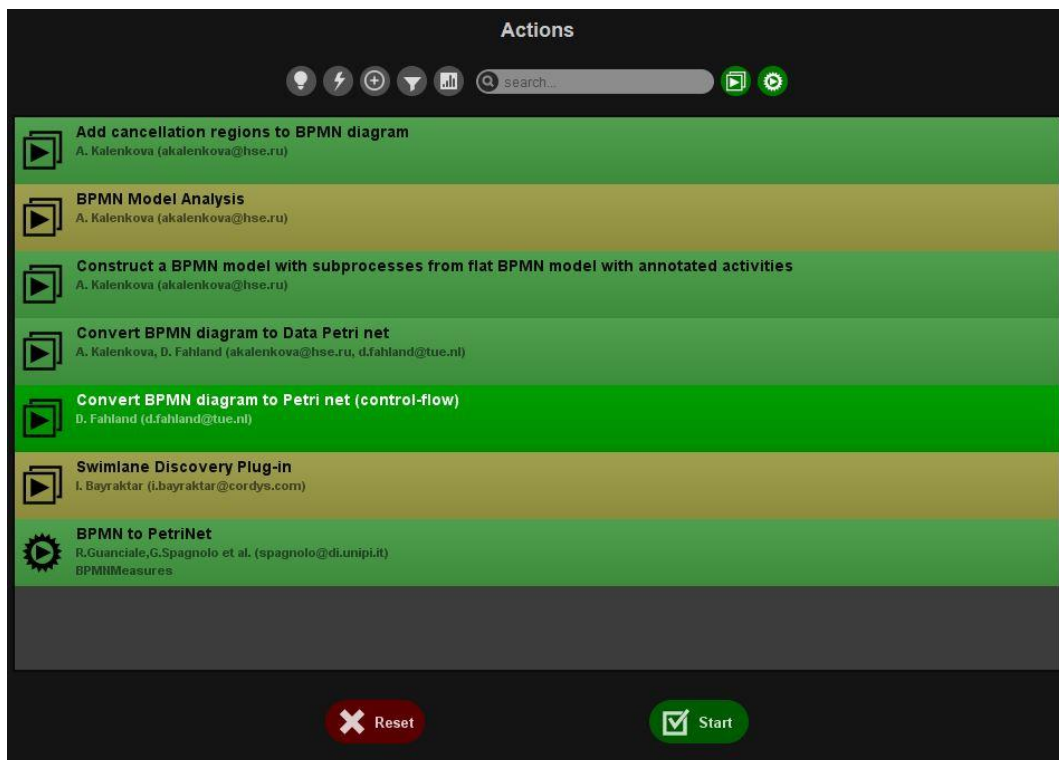 Actions
search...
Add cancellation regions to BPMN diagram
A. Kalenkova (akalenkova@hse.ru)
BPMN Model Analysis
A. Kalenkova (akalenkova@hse.ru)
Construct a BPMN model with subprocesses from flat BPMN model with annotated activities
A. Kalenkova (akalenkova@hse.ru)
Convert BPMN diagram to Data Petri net
A. Kalenkova, D. Fahland (akalenkova@hse.ru, d.fahland@tue.nl)
Convert BPMN diagram to Petri net (control-flow)
D. Fahland (d.fahland@tue.nl)
Swimlane Discovery Plug-in
I. Bayraktar (i.bayraktar@cordys.com)
BPMN to PetriNet
R.Guanciale,G.Spagnolo et al. (spagnolo@di.unipi.it)
BPMNMeasures
Reset Start